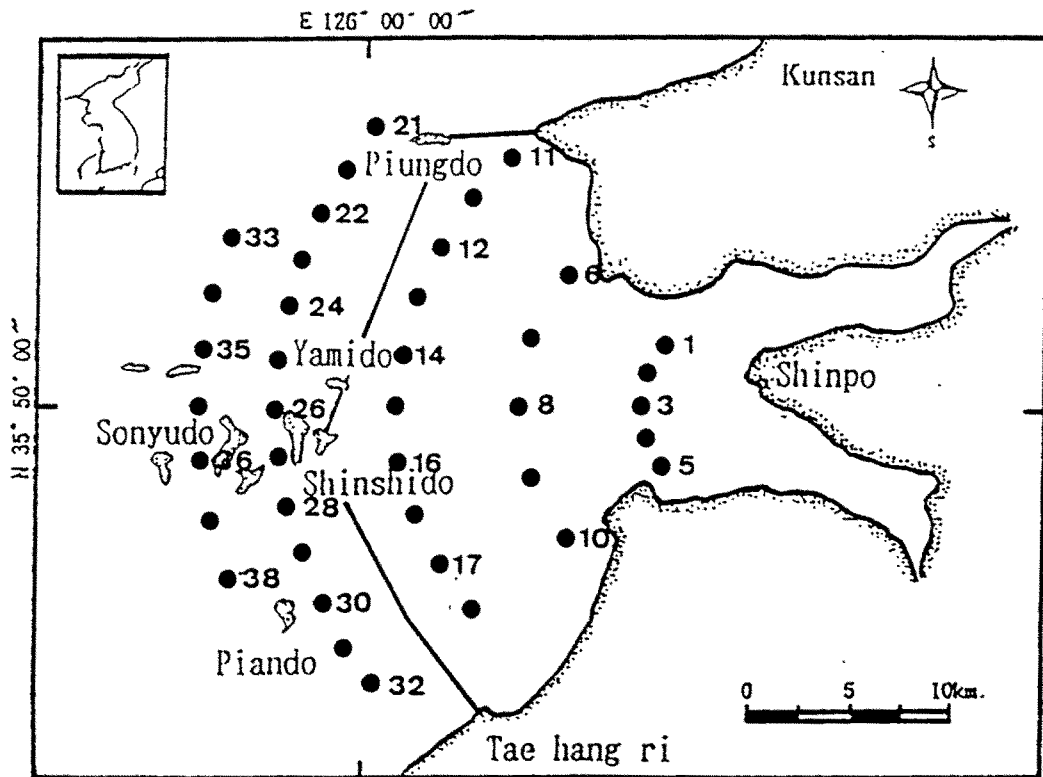 E 126° 00′ 00″
Kunsan
S
21
11
Piungdo
22
33
12
6
24
35
Yamido
14
1
N 35° 50′ 00″
Shinpo
26
8
3
Sonyudo
36
16
5
Shinshido
28
10
17
38
30
Piando
32
0 5 10km.
Tae hang ri